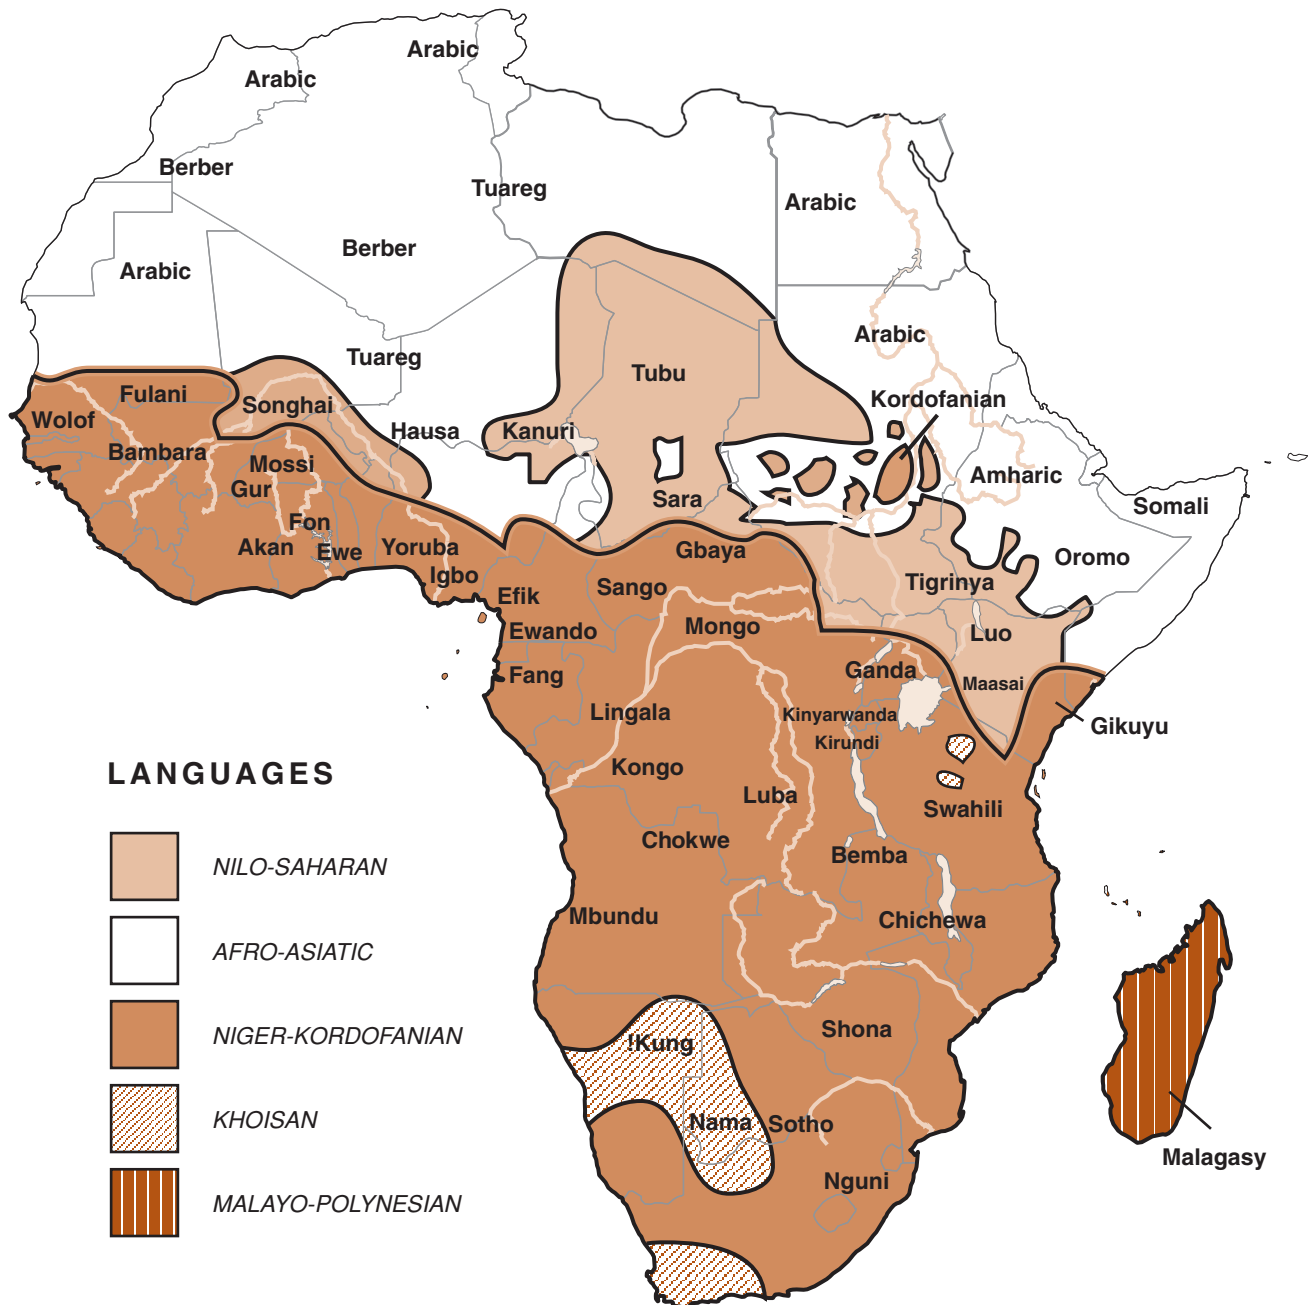 Arabic
Arabic
Berber
Tuareg
Arabic
Berber
Arabic
Arabic
Tuareg
Tubu
Fulani
Kordofanian
Songhai
Wolof
Hausa
Kanuri
Bambara
Mossi
Amharic
Gur
Sara
Somali
Fon
Akan
Ewe
Yoruba
Gbaya
Oromo
Igbo
Tigrinya
Sango
Efik
Ewando
Mongo
Luo
Ganda
Fang
Maasai
Lingala
Kinyarwanda
Gikuyu
Kirundi
Kongo
LANGUAGES
Luba
Swahili
Chokwe
Bemba
NILO-SAHARAN
Mbundu
Chichewa
AFRO-ASIATIC
Shona
NIGER-KORDOFANIAN
!Kung
KHOISAN
Nama
Sotho
Malagasy
Nguni
MALAYO-POLYNESIAN